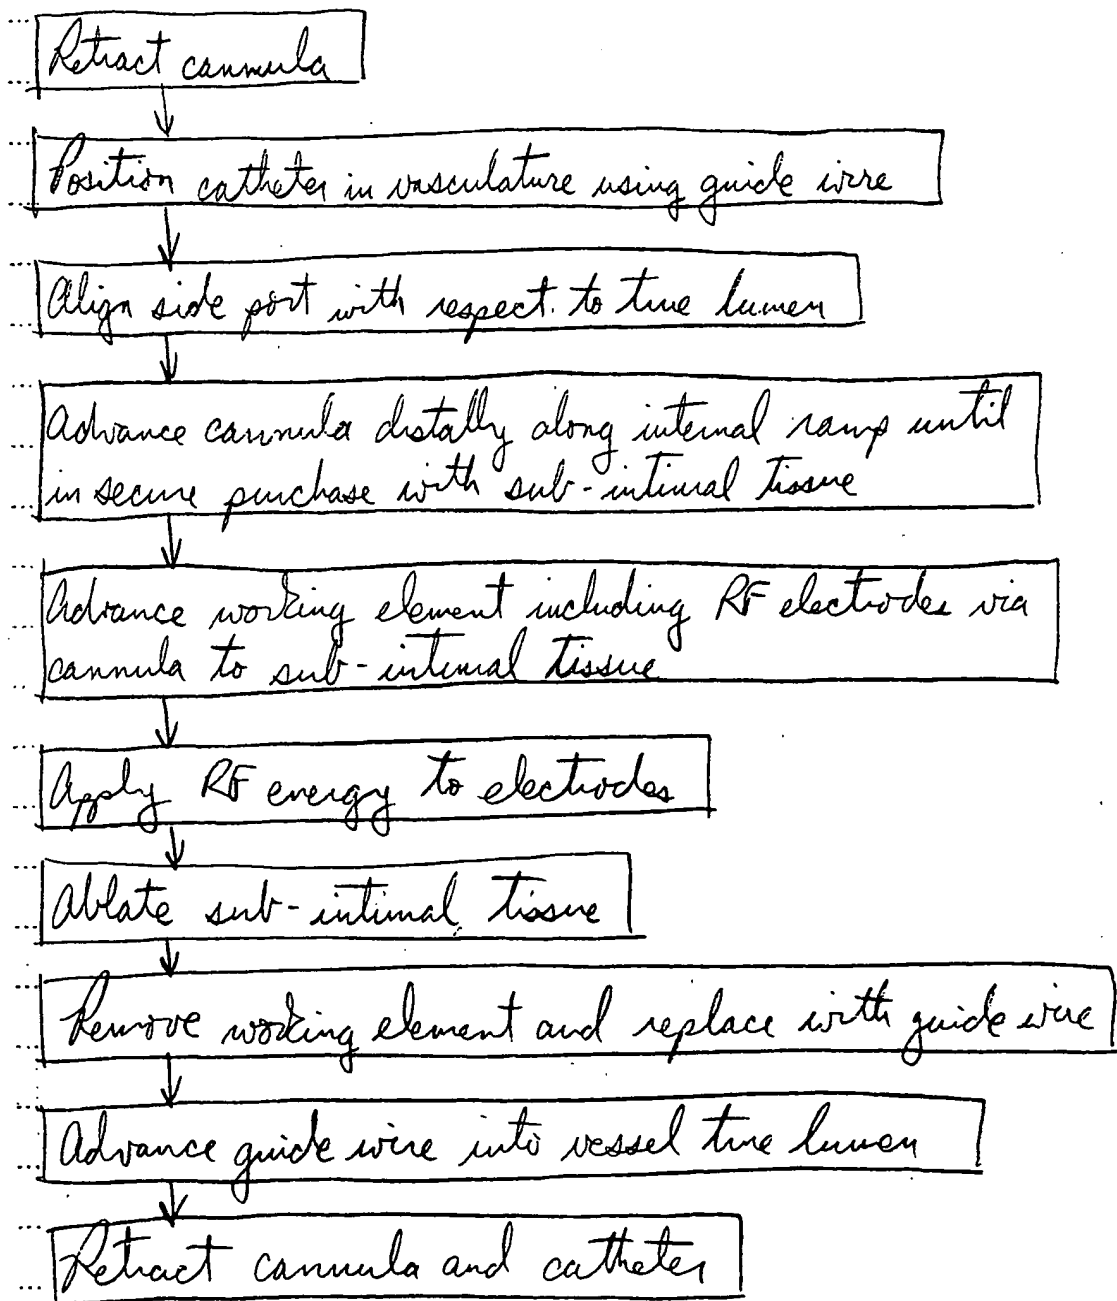 Retract cannula
Position catheter in vasculature using guide wire
Align side port with respect to true lumen
Advance cannula distally along internal ramp until
in secure purchase with sub-intimal tissue
Advance working element including RF electrodes via
cannula to sub-intimal tissue
Apply RF energy to electrodes
Ablate sub-intimal tissue
Remove working element and replace with guide wire
Advance guide wire into vessel true lumen
Retract cannula and catheter